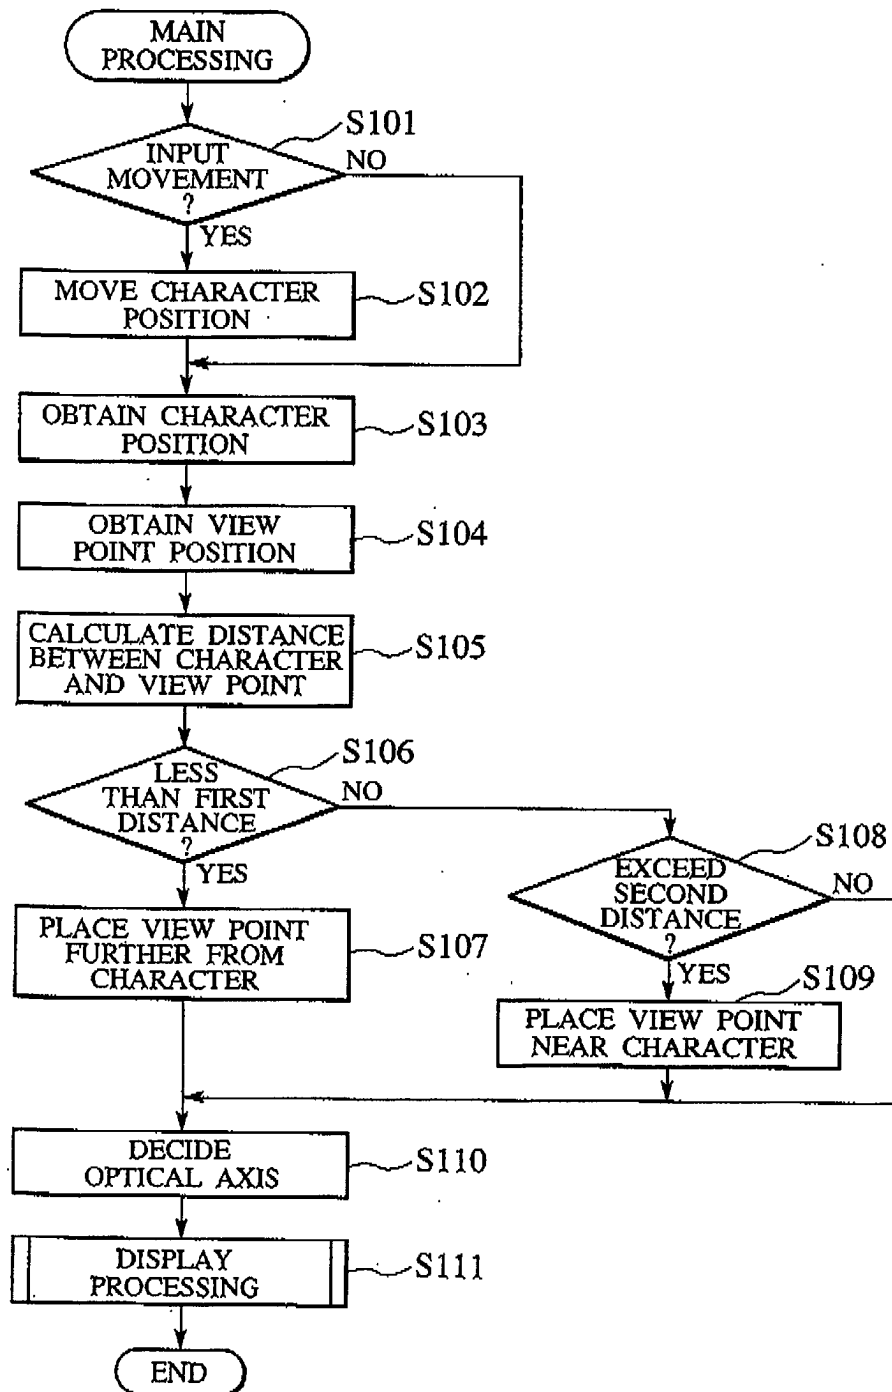 MAIN
PROCESSING
S101
INPUT
MOVEMENT
?
NO
YES
MOVE CHARACTER
POSITION
S102
OBTAIN CHARACTER
POSITION
S103
OBTAIN VIEW
POINT POSITION
S104
CALCULATE DISTANCE
BETWEEN CHARACTER
AND VIEW POINT
S105
S106
LESS
THAN FIRST
DISTANCE
?
NO
YES
S108
EXCEED
SECOND
DISTANCE
?
NO
YES
PLACE VIEW POINT
FURTHER FROM
CHARACTER
S107
S109
PLACE VIEW POINT
NEAR CHARACTER
DECIDE
OPTICAL AXIS
S110
DISPLAY
PROCESSING
S111
END